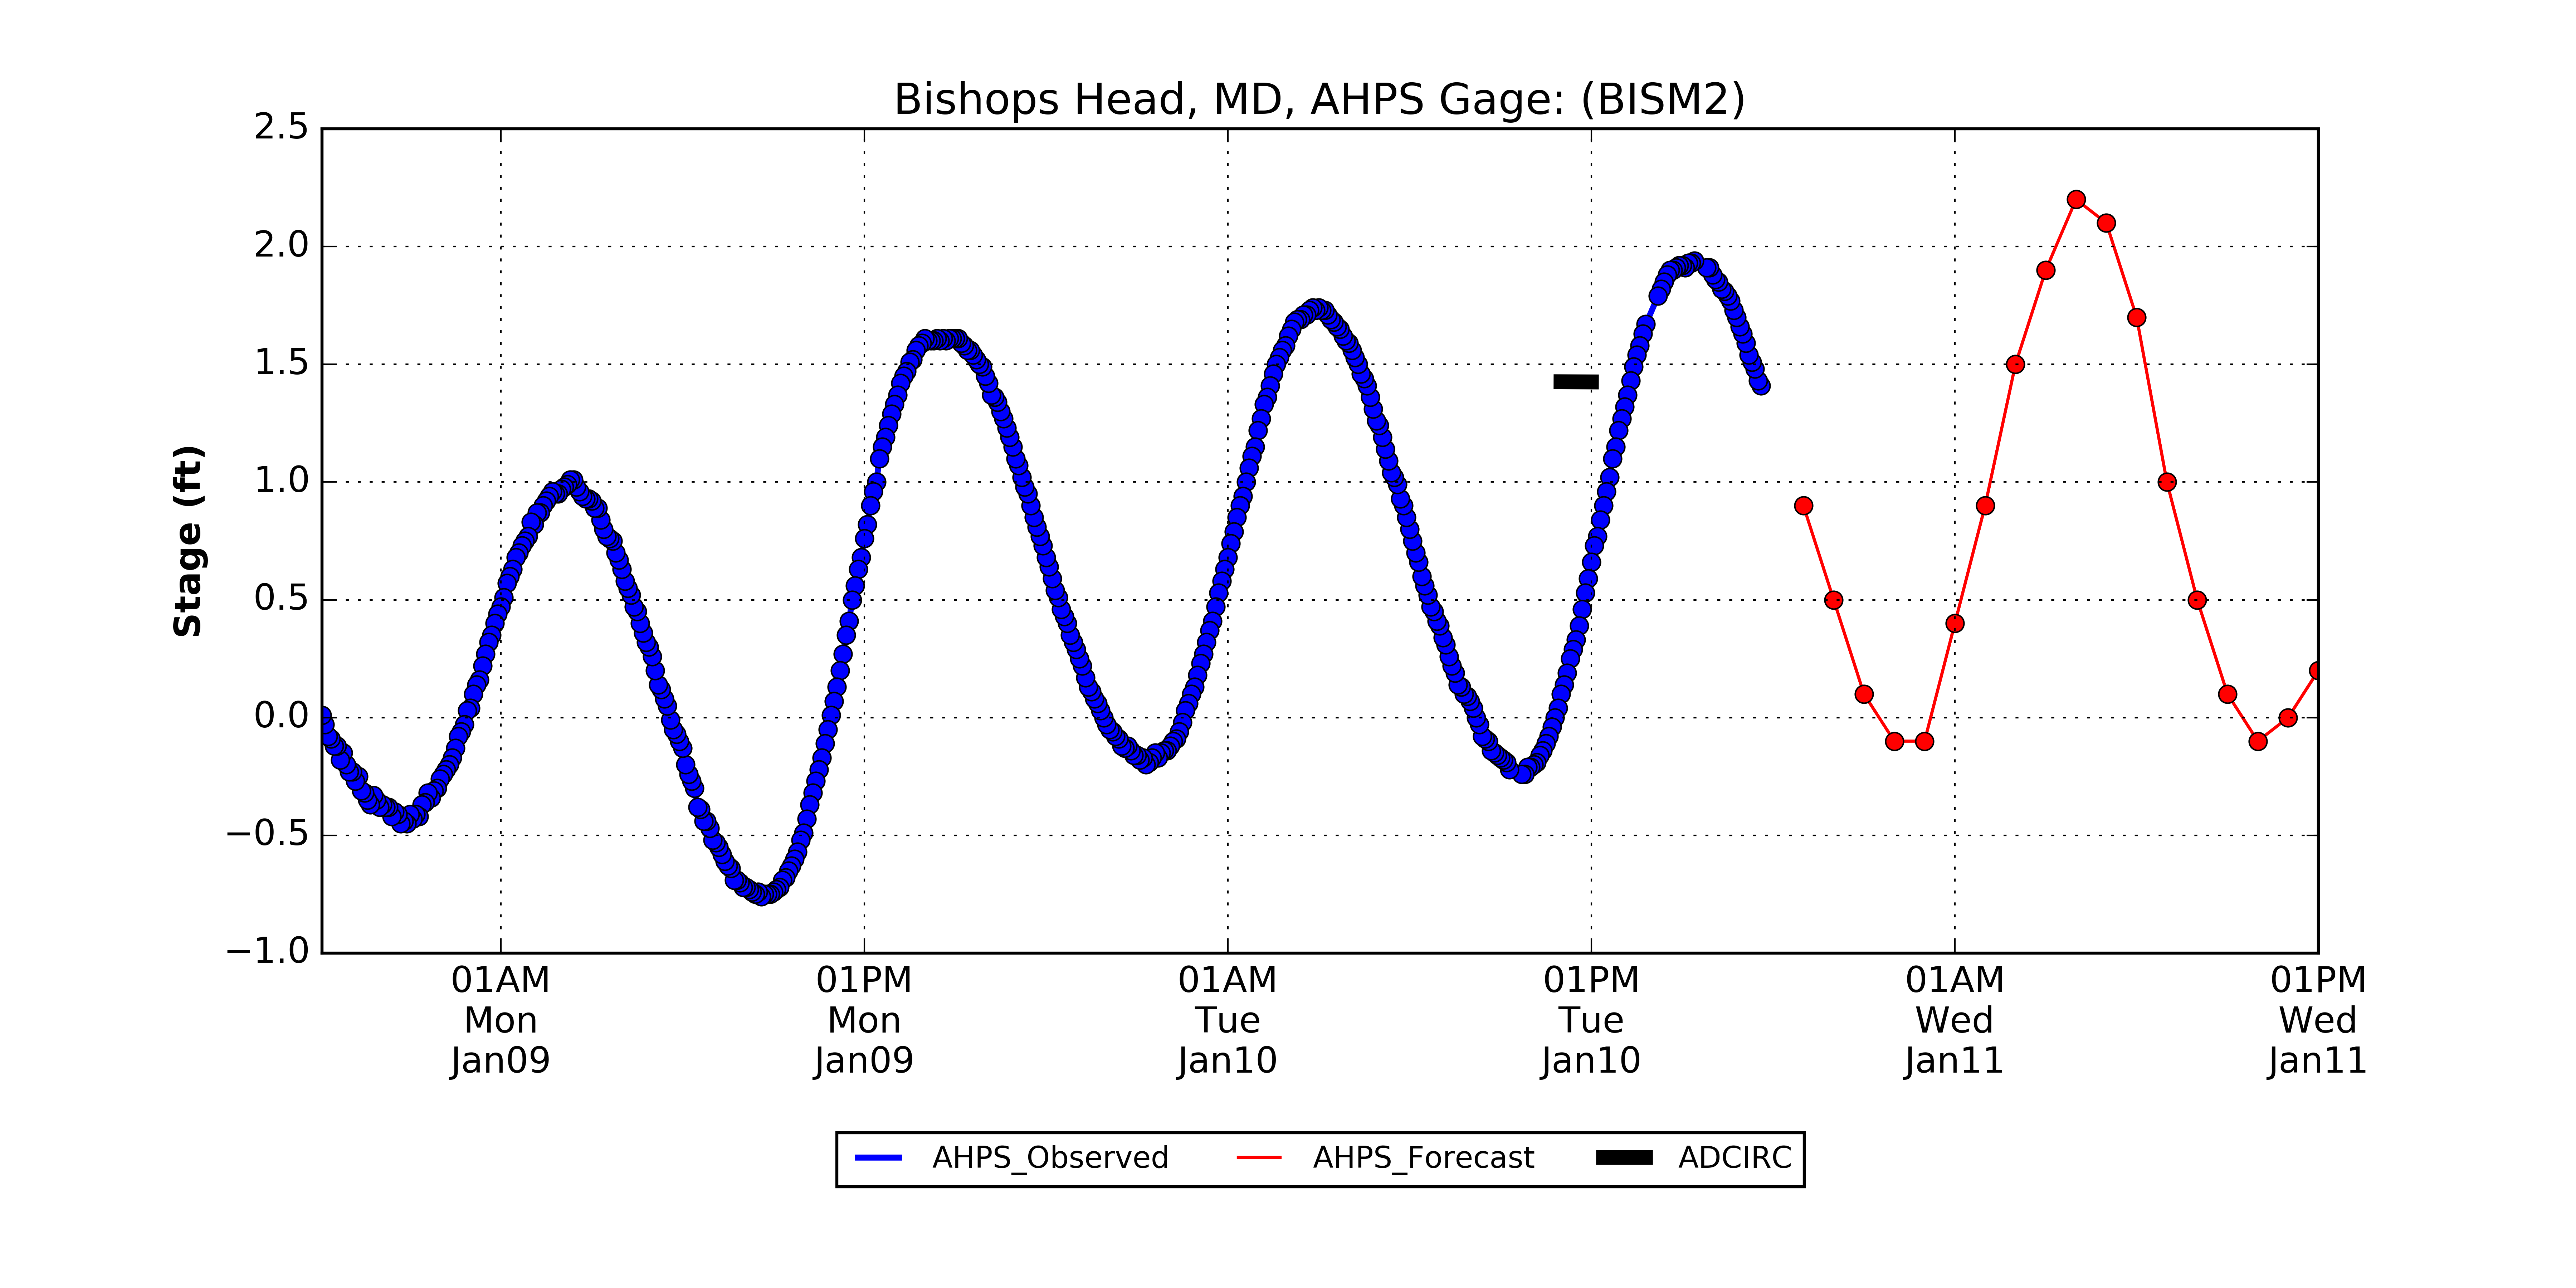 Bishops Head, MD, AHPS Gage: (BISM2)
2.5
2.0
1.5
1.0
0.5
0.0
−0.5
−1.0
Stage (ft)
01AM 01PM 01AM 01PM 01AM 01PM
Mon Mon Tue Tue Wed Wed
Jan09 Jan09 Jan10 Jan10 Jan11 Jan11
AHPS_Observed AHPS_Forecast ADCIRC